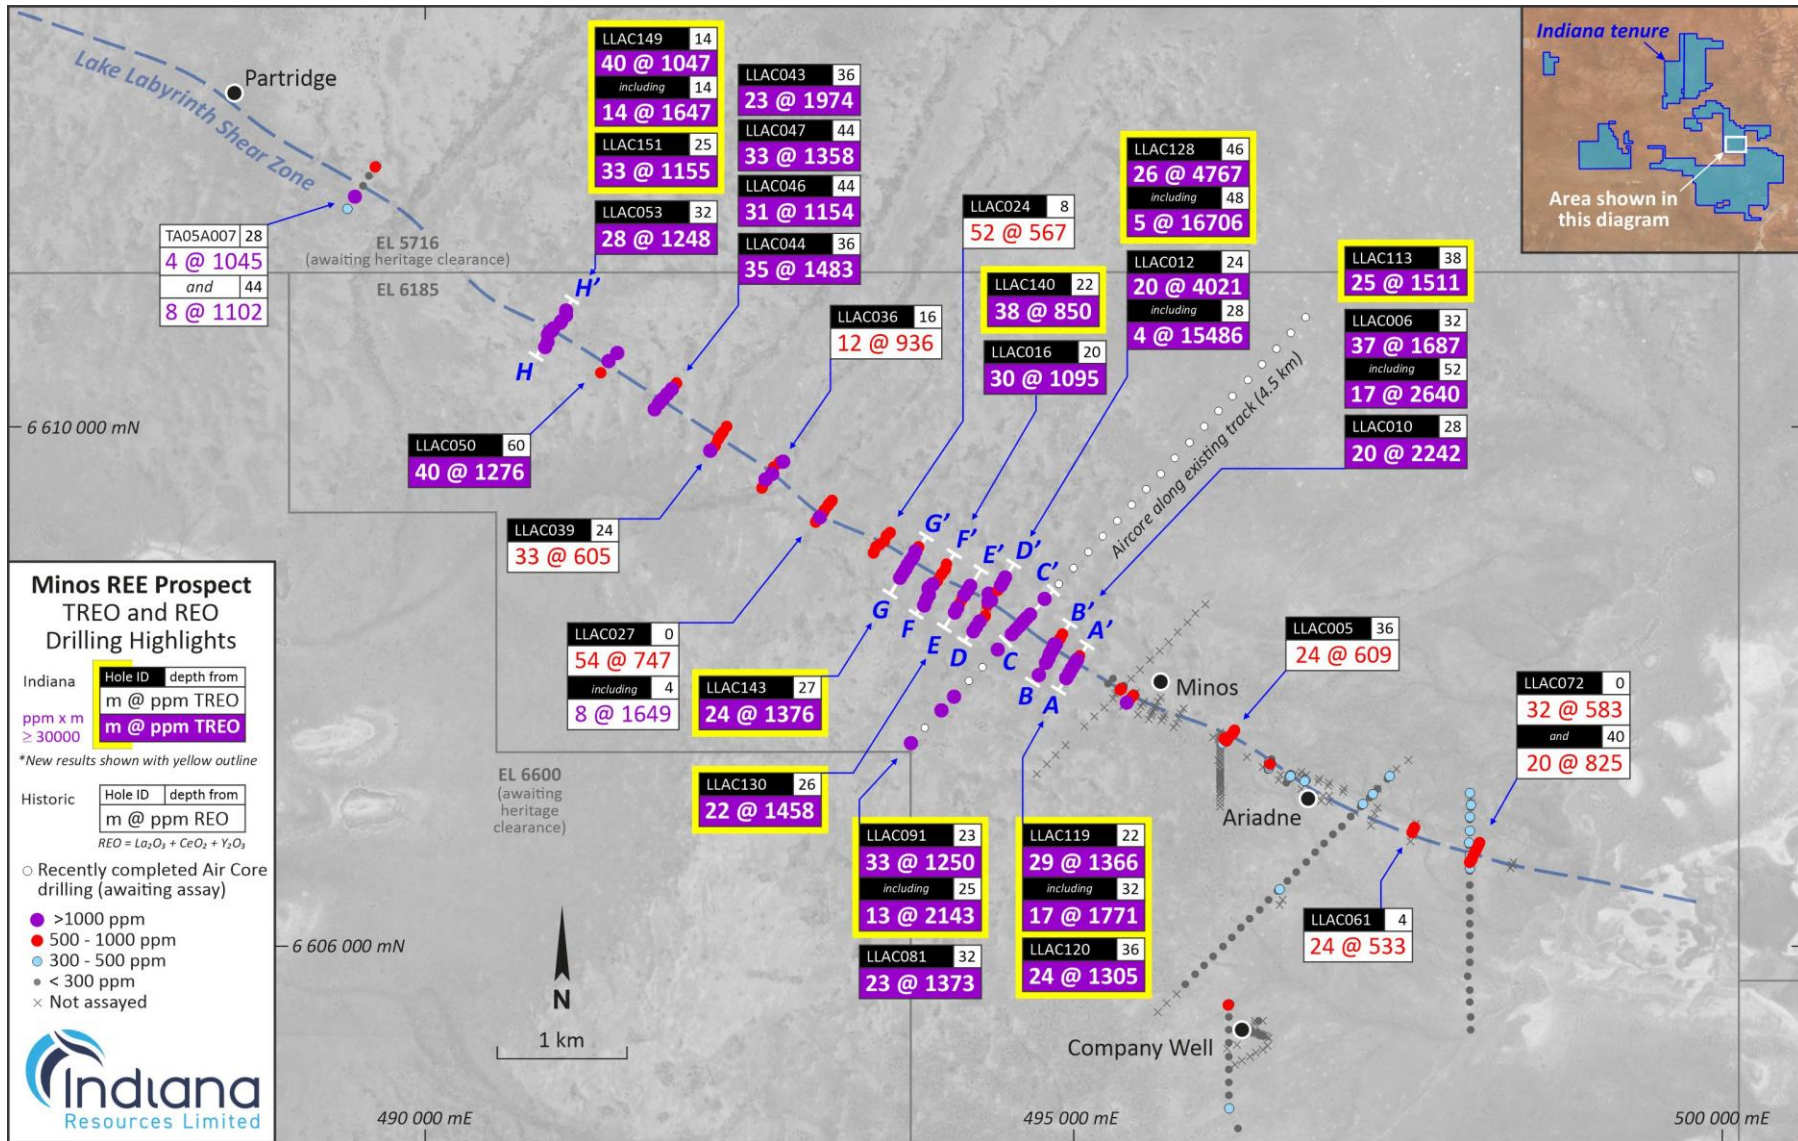 Lake Labyrinth Shear Zone
Partridge
TA05A007 28
4 @ 1045
and 44
8 @ 1102
EL 5716
(awaiting heritage clearance)
EL 6185
LLAC149 14
40 @ 1047
including 14
14 @ 1647
LLAC151 25
33 @ 1155
LLAC053 32
28 @ 1248
LLAC043 36
23 @ 1974
LLAC047 44
33 @ 1358
LLAC046 44
31 @ 1154
LLAC044 36
35 @ 1483
LLAC036 16
12 @ 936
LLAC024 8
52 @ 567
LLAC140 22
38 @ 850
LLAC016 20
30 @ 1095
LLAC128 46
26 @ 4767
including 48
5 @ 16706
LLAC012 24
20 @ 4021
including 28
4 @ 15486
LLAC113 38
25 @ 1511
LLAC006 32
37 @ 1687
including 52
17 @ 2640
LLAC010 28
20 @ 2242
Indiana tenure
Area shown in
this diagram
H'
H
6 610 000 mN
LLAC050 60
40 @ 1276
LLAC039 24
33 @ 605
LLAC027 0
54 @ 747
including 4
8 @ 1649
Aircore along existing track (4.5 km)
G'
F'
E'
D'
C'
B'
A'
G
F
E
D
C
B
A
LLAC143 27
24 @ 1376
LLAC130 26
22 @ 1458
EL 6600
(awaiting
heritage
clearance)
LLAC091 23
33 @ 1250
including 25
13 @ 2143
LLAC081 32
23 @ 1373
LLAC119 22
29 @ 1366
including 32
17 @ 1771
LLAC120 36
24 @ 1305
Minos
LLAC005 36
24 @ 609
LLAC072 0
32 @ 583
and 40
20 @ 825
Ariadne
LLAC061 4
24 @ 533
Company Well
6 606 000 mN
N
1 km
490 000 mE
495 000 mE
500 000 mE
Minos REE Prospect
TREO and REO
Drilling Highlights
Indiana
Hole ID depth from
m @ ppm TREO
ppm x m
≥ 30000
m @ ppm TREO
*New results shown with yellow outline
Historic
Hole ID depth from
m @ ppm REO
REO = La₂O₃ + CeO₂ + Y₂O₃
Recently completed Air Core
drilling (awaiting assay)
>1000 ppm
500 - 1000 ppm
300 - 500 ppm
< 300 ppm
Not assayed
Indiana
Resources Limited